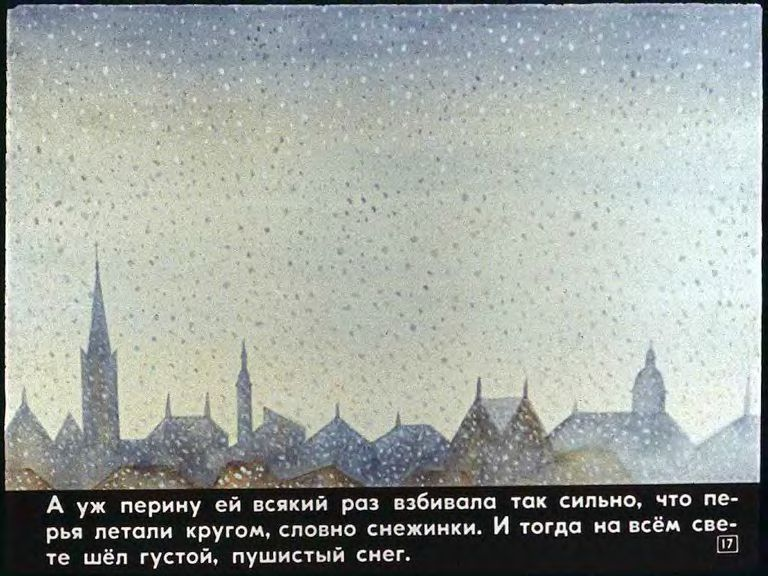 А уж перину ей всякий раз взбивала так сильно, что пе-
рья летали кругом, словно снежинки. И тогда на всём све-
те шёл густой, пушистый снег.
17